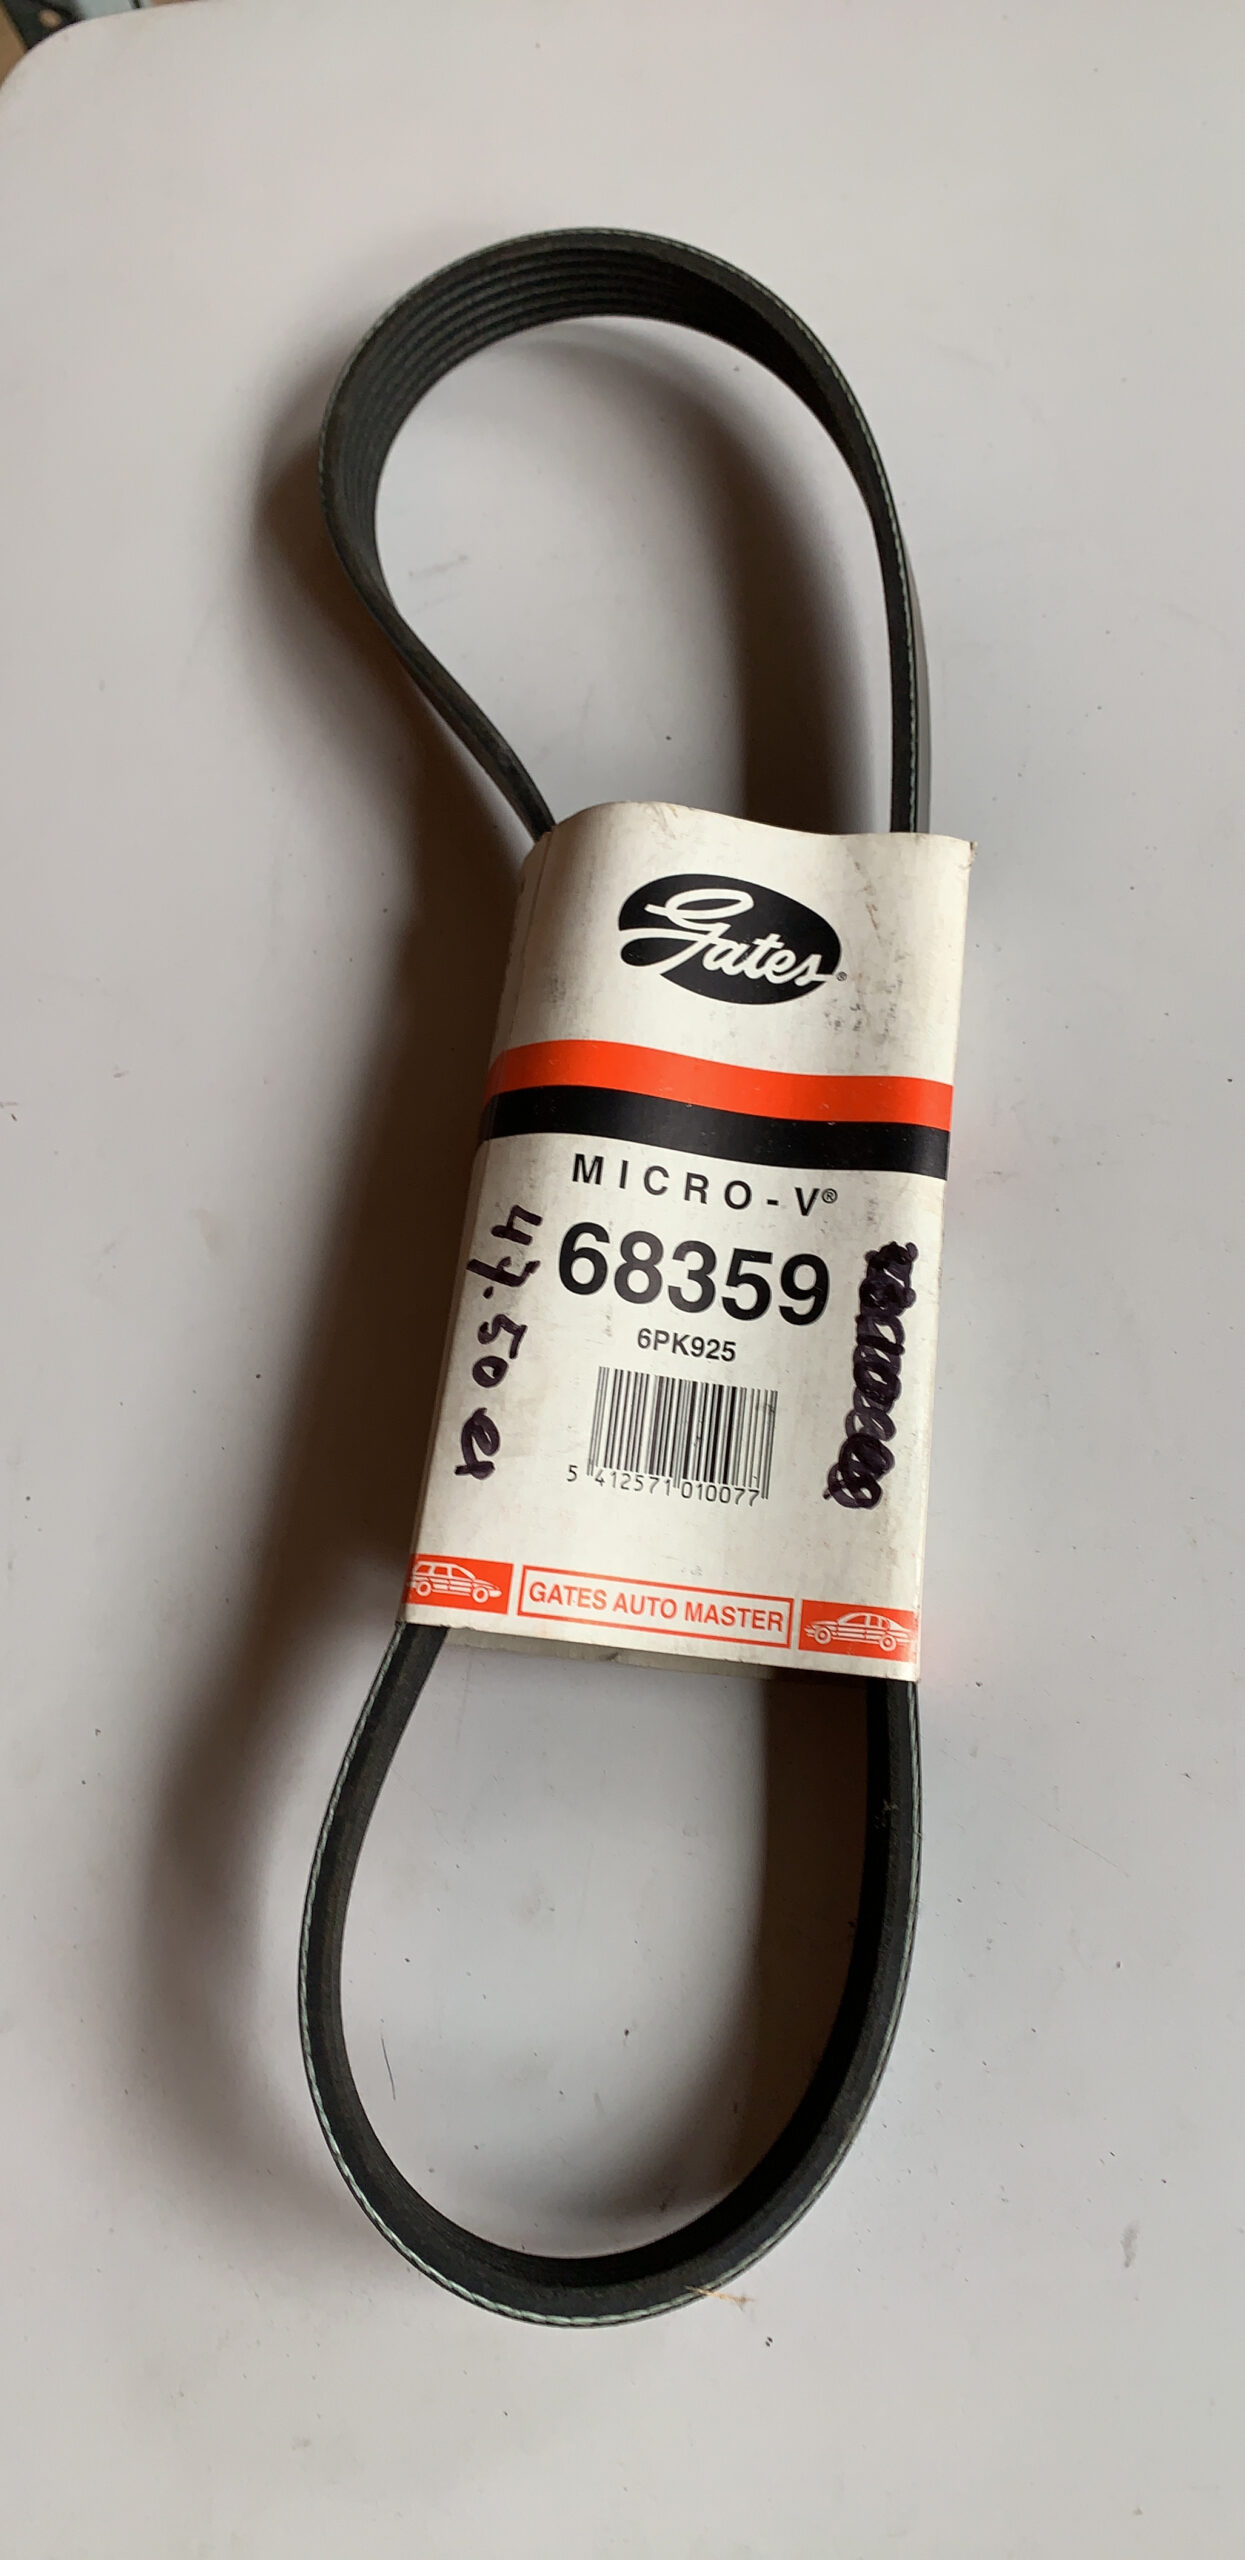 Gates®
MICRO-V®
68359
6PK925
5 412571 010077
GATES AUTO MASTER
47.50